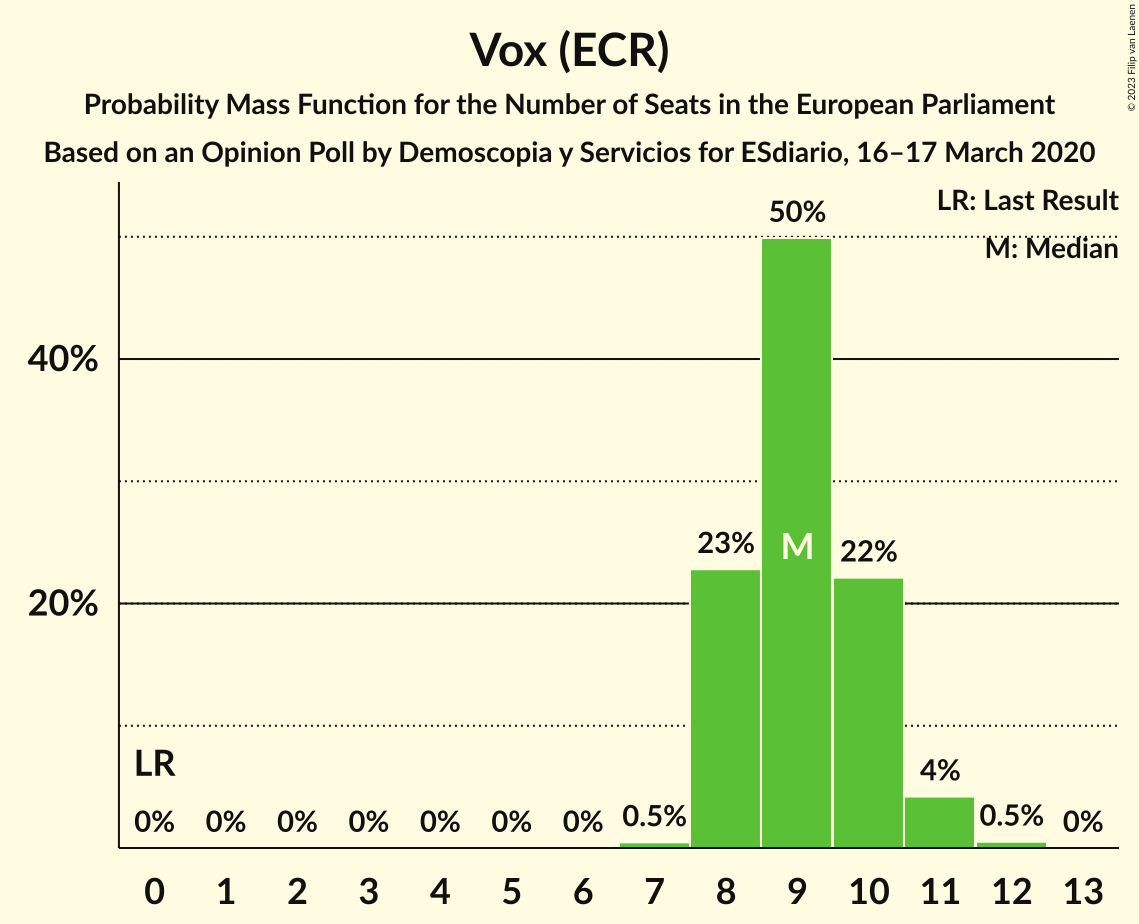 Vox (ECR)
Probability Mass Function for the Number of Seats in the European Parliament
Based on an Opinion Poll by Demoscopia y Servicios for ESdiario, 16–17 March 2020
© 2023 Filip van Laenen
LR: Last Result
M: Median
50%
40%
23%
M
22%
20%
LR
4%
0% 0% 0% 0% 0% 0% 0% 0.5% 0.5% 0%
0 1 2 3 4 5 6 7 8 9 10 11 12 13